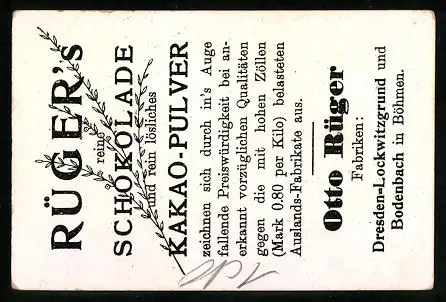 RÜGER's
reine
SCHOKOLADE
und rein lösliches
KAKAO-PULVER
zeichnen sich durch in's Auge
fallende Preiswürdigkeit bei an-
erkannt vorzüglichen Qualitäten
gegen die mit hohen Zöllen
(Mark 0.80 per Kilo) belasteten
Auslands-Fabrikate aus.
Otto Rüger
Fabriken:
Dresden-Lockwitzgrund und
Bodenbach in Böhmen.